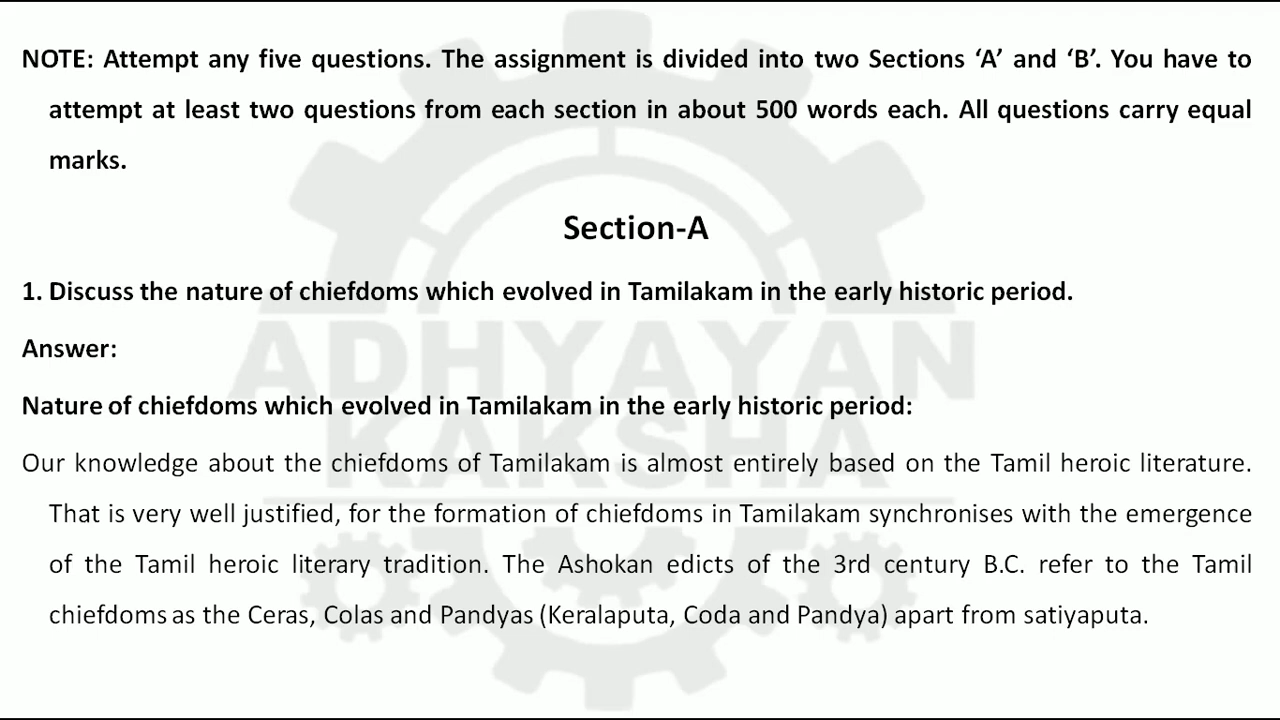 NOTE: Attempt any five questions. The assignment is divided into two Sections ‘A’ and ‘B’. You have to
attempt at least two questions from each section in about 500 words each. All questions carry equal
marks.
Section-A
1. Discuss the nature of chiefdoms which evolved in Tamilakam in the early historic period.
Answer:
Nature of chiefdoms which evolved in Tamilakam in the early historic period:
Our knowledge about the chiefdoms of Tamilakam is almost entirely based on the Tamil heroic literature.
That is very well justified, for the formation of chiefdoms in Tamilakam synchronises with the emergence
of the Tamil heroic literary tradition. The Ashokan edicts of the 3rd century B.C. refer to the Tamil
chiefdoms as the Ceras, Colas and Pandyas (Keralaputa, Coda and Pandya) apart from satiyaputa.
ADHYAYAN
KAKSHA